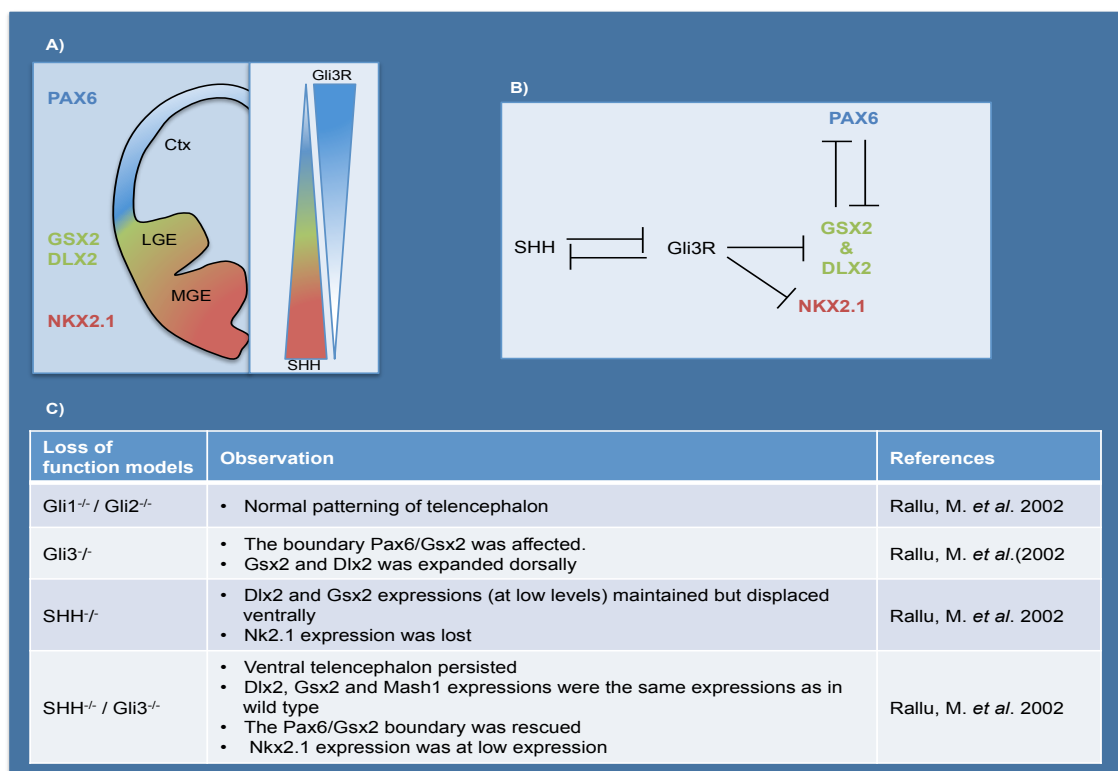 A)
Gli3R
PAX6
Ctx
GSX2
DLX2
LGE
MGE
NKX2.1
SHH
B)
PAX6
GSX2
&
DLX2
SHH
Gli3R
NKX2.1
C)
Loss of
function models
Observation
References
Gli1-/- / Gli2-/-
• Normal patterning of telencephalon
Rallu, M. et al. 2002
Gli3-/-
• The boundary Pax6/Gsx2 was affected.
• Gsx2 and Dlx2 was expanded dorsally
Rallu, M. et al.(2002
SHH-/-
• Dlx2 and Gsx2 expressions (at low levels) maintained but displaced
ventrally
• Nk2.1 expression was lost
Rallu, M. et al. 2002
SHH-/- / Gli3-/-
• Ventral telencephalon persisted
• Dlx2, Gsx2 and Mash1 expressions were the same expressions as in
wild type
• The Pax6/Gsx2 boundary was rescued
• Nkx2.1 expression was at low expression
Rallu, M. et al. 2002